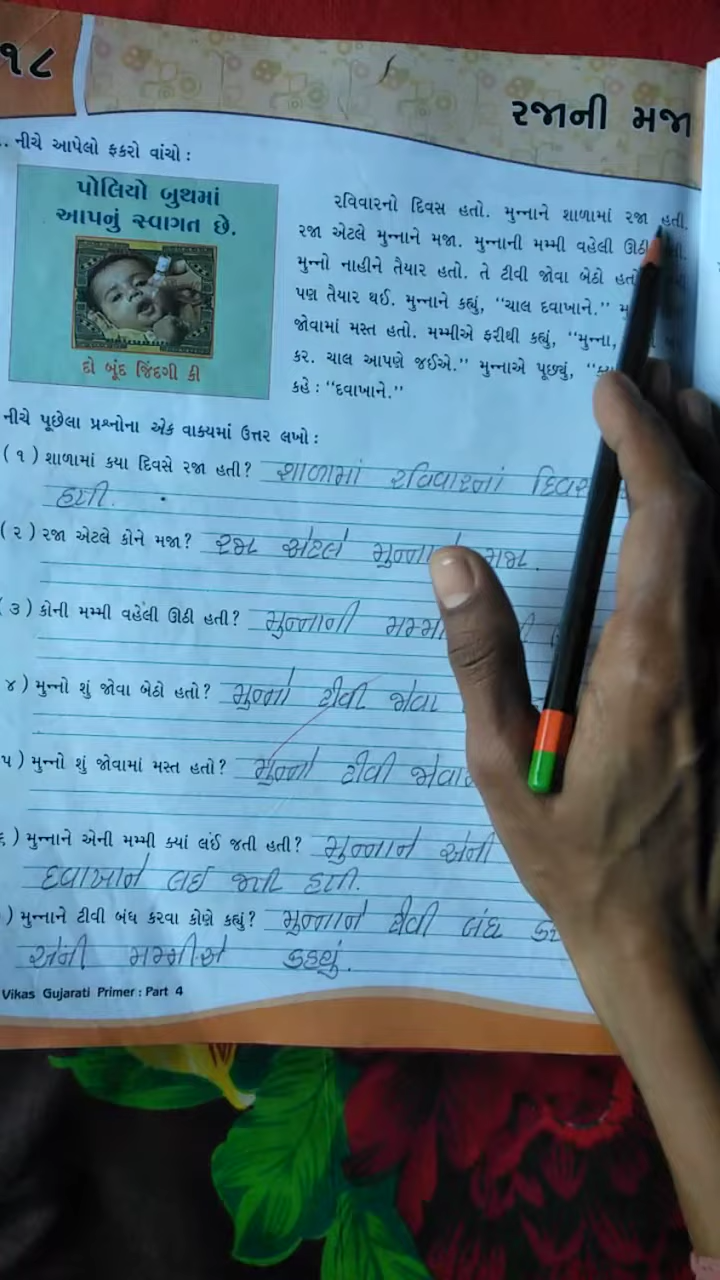 ૧૮
રજાની મજા
.. નીચે આપેલો ફકરો વાંચો :
પોલિયો બુથમાં
આપનું સ્વાગત છે.
દો બૂંદ જિંદગી કી
રવિવારનો દિવસ હતો. મુન્નાને શાળામાં રજા હતી.
રજા એટલે મુન્નાને મજા. મુન્નાની મમ્મી વહેલી ઊઠી
મુન્નો નાહીને તૈયાર હતો. તે ટીવી જોવા બેઠો હતો
પણ તૈયાર થઈ. મુન્નાને કહ્યું, “ચાલ દવાખાને.”
જોવામાં મસ્ત હતો. મમ્મીએ ફરીથી કહ્યું, “મુન્ના,
કર. ચાલ આપણે જઈએ.” મુન્નાએ પૂછ્યું,
કહે : “દવાખાને.”
નીચે પૂછેલા પ્રશ્નોના એક વાક્યમાં ઉત્તર લખો :
( ૧ ) શાળામાં કયા દિવસે રજા હતી? શાળામાં રવિવારનાં
હતી.
( ૨ ) રજા એટલે કોને મજા? રજા એટલે મજા.
( ૩ ) કોની મમ્મી વહેલી ઊઠી હતી? મુન્નાની
૪ ) મુન્નો શું જોવા બેઠો હતો? મુન્નો ટીવી જોવા
૫ ) મુન્નો શું જોવામાં મસ્ત હતો? મુન્નો ટીવી
૬ ) મુન્નાને એની મમ્મી ક્યાં લઈ જતી હતી? મુન્નાને એની
દવાખાને લઈ જતી હતી.
) મુન્નાને ટીવી બંધ કરવા કોણે કહ્યું? મુન્નાને ટીવી બંધ
એની મમ્મીએ કહ્યું.
Vikas Gujarati Primer : Part 4